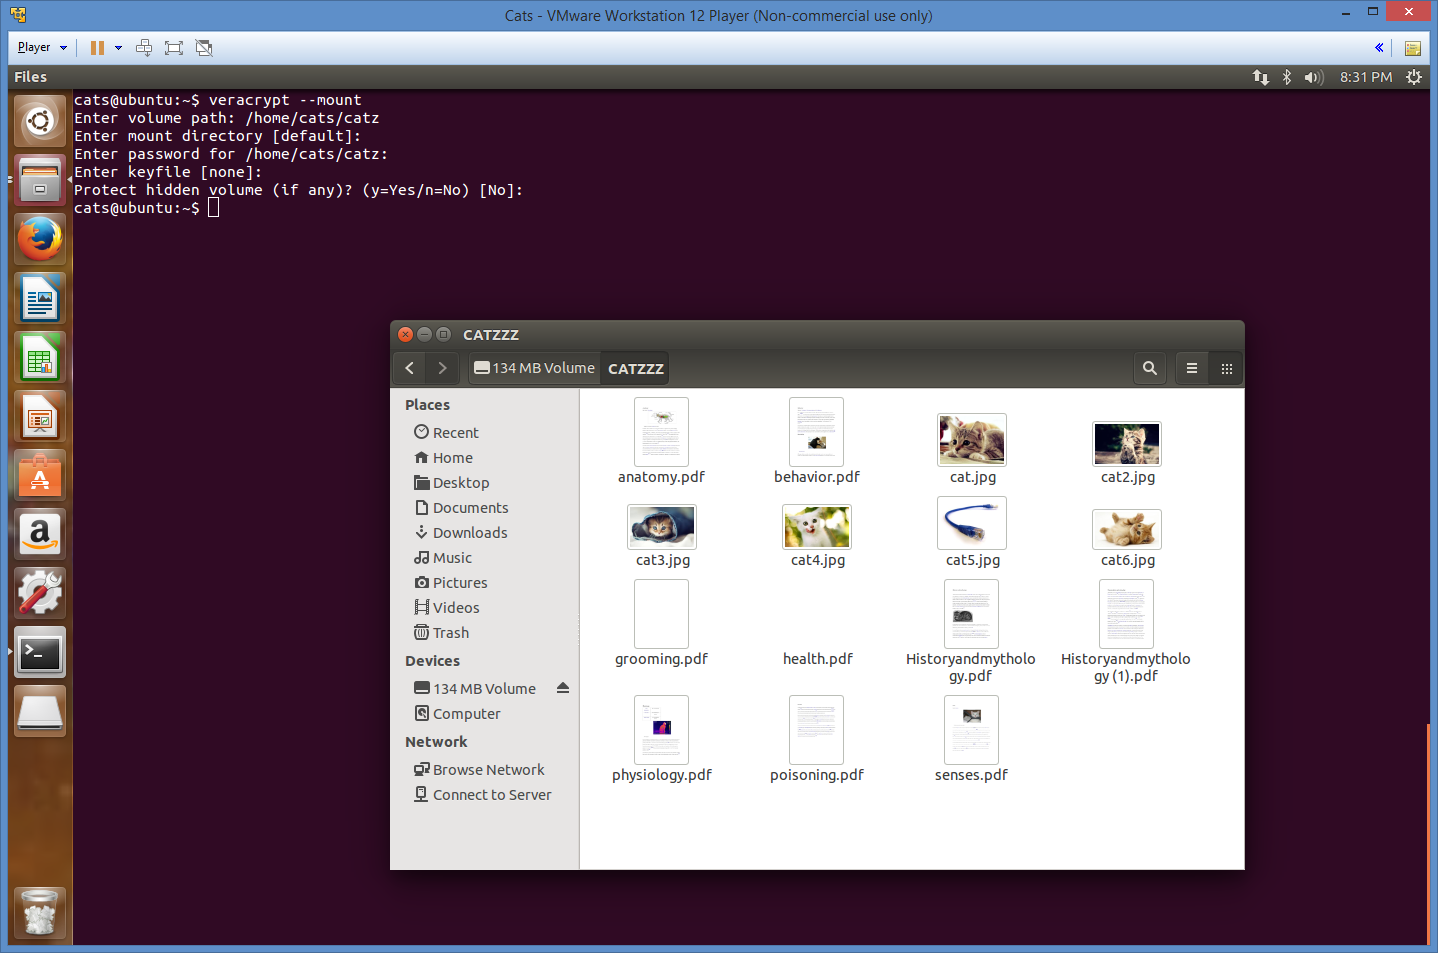 Cats - VMware Workstation 12 Player (Non-commercial use only)
Player
Files
8:31 PM
cats@ubuntu:~$ veracrypt --mount
Enter volume path: /home/cats/catz
Enter mount directory [default]:
Enter password for /home/cats/catz:
Enter keyfile [none]:
Protect hidden volume (if any)? (y=Yes/n=No) [No]:
cats@ubuntu:~$
CATZZZ
134 MB Volume
CATZZZ
Places
Recent
Home
Desktop
Documents
Downloads
Music
Pictures
Videos
Trash
Devices
134 MB Volume
Computer
Network
Browse Network
Connect to Server
anatomy.pdf
behavior.pdf
cat.jpg
cat2.jpg
cat3.jpg
cat4.jpg
cat5.jpg
cat6.jpg
grooming.pdf
health.pdf
Historyandmytholo
gy.pdf
Historyandmytholo
gy (1).pdf
physiology.pdf
poisoning.pdf
senses.pdf